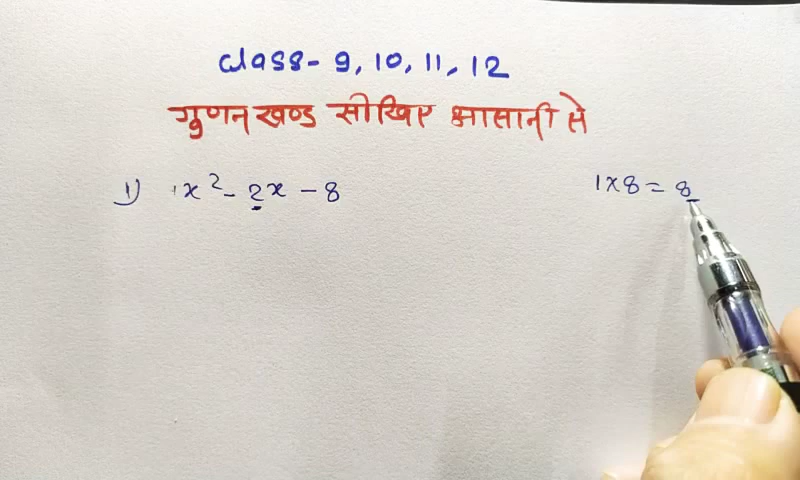 class- 9, 10, 11, 12
गुणनखण्ड सीखिए आसानी से
1) 1x² - 2x - 8
1x8 = 8